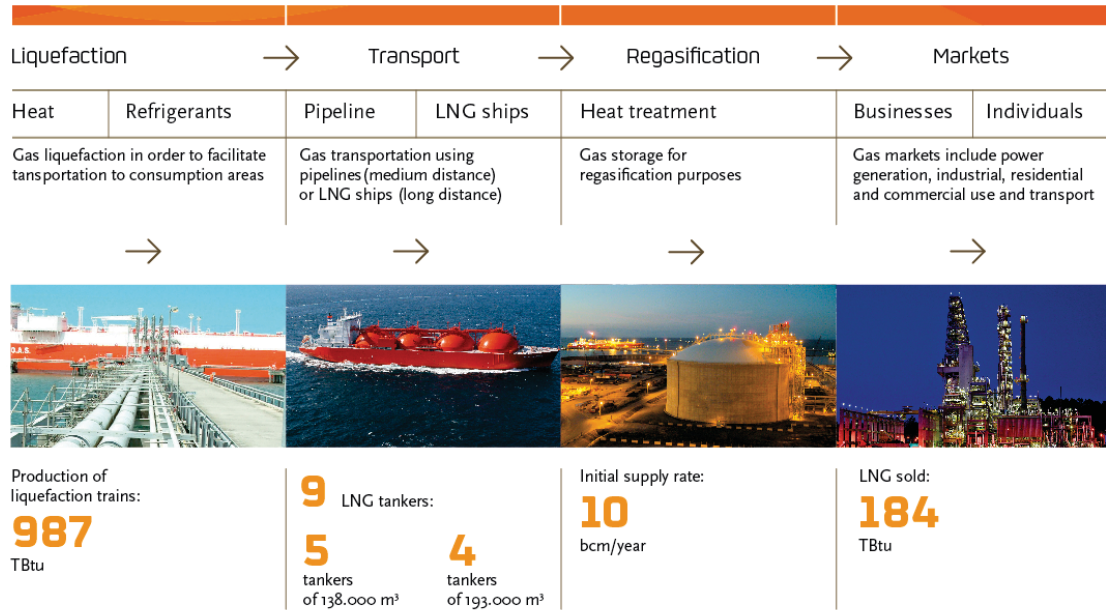 Liquefaction
Transport
Regasification
Markets
Heat
Refrigerants
Pipeline
LNG ships
Heat treatment
Businesses
Individuals
Gas liquefaction in order to facilitate
tansportation to consumption areas
Gas transportation using
pipelines (medium distance)
or LNG ships (long distance)
Gas storage for
regasification purposes
Gas markets include power
generation, industrial, residential
and commercial use and transport
O.A.S.
Production of
liquefaction trains:
987
TBtu
9 LNG tankers:
5
tankers
of 138.000 m³
4
tankers
of 193.000 m³
Initial supply rate:
10
bcm/year
LNG sold:
184
TBtu